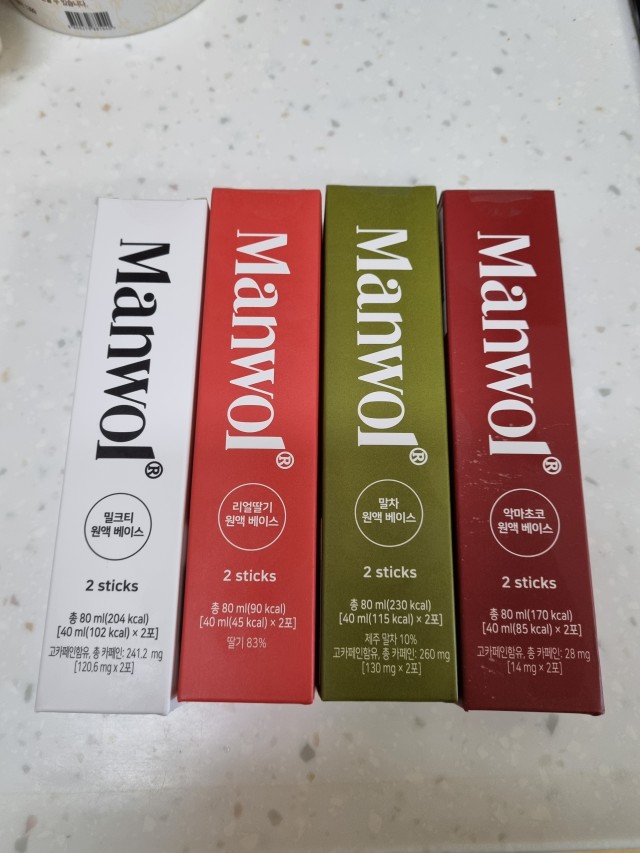 있습니다.
Manwol®
밀크티
원액 베이스
2 sticks
총 80 ml(204 kcal)
[40 ml(102 kcal) × 2포]
고카페인함유, 총 카페인: 241.2 mg
[120.6 mg x 2포]
Manwol®
리얼딸기
원액 베이스
2 sticks
총 80 ml(90 kcal)
[40 ml(45 kcal) × 2포]
딸기 83%
Manwol®
말차
원액 베이스
2 sticks
총 80 ml(230 kcal)
[40 ml(115 kcal) × 2포]
제주 말차 10%
고카페인함유, 총 카페인: 260 mg
[130 mg x 2포]
Manwol®
악마초코
원액 베이스
2 sticks
총 80 ml(170 kcal)
[40 ml(85 kcal) × 2포]
고카페인함유, 총 카페인: 28 mg
[14 mg x 2포]